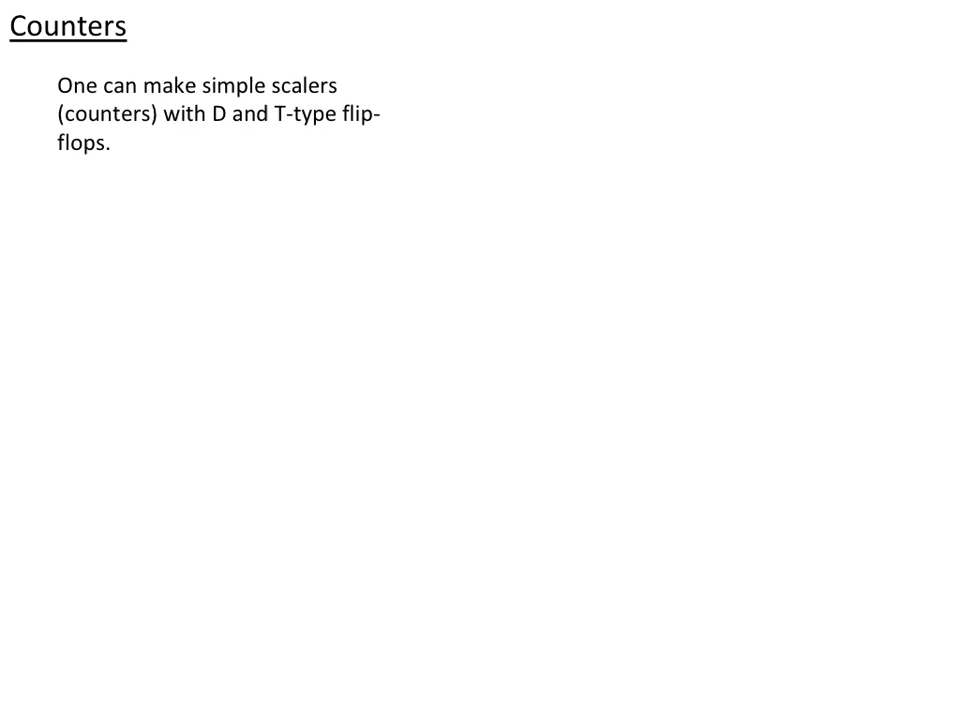 Counters
One can make simple scalers
(counters) with D and T-type flip-
flops.